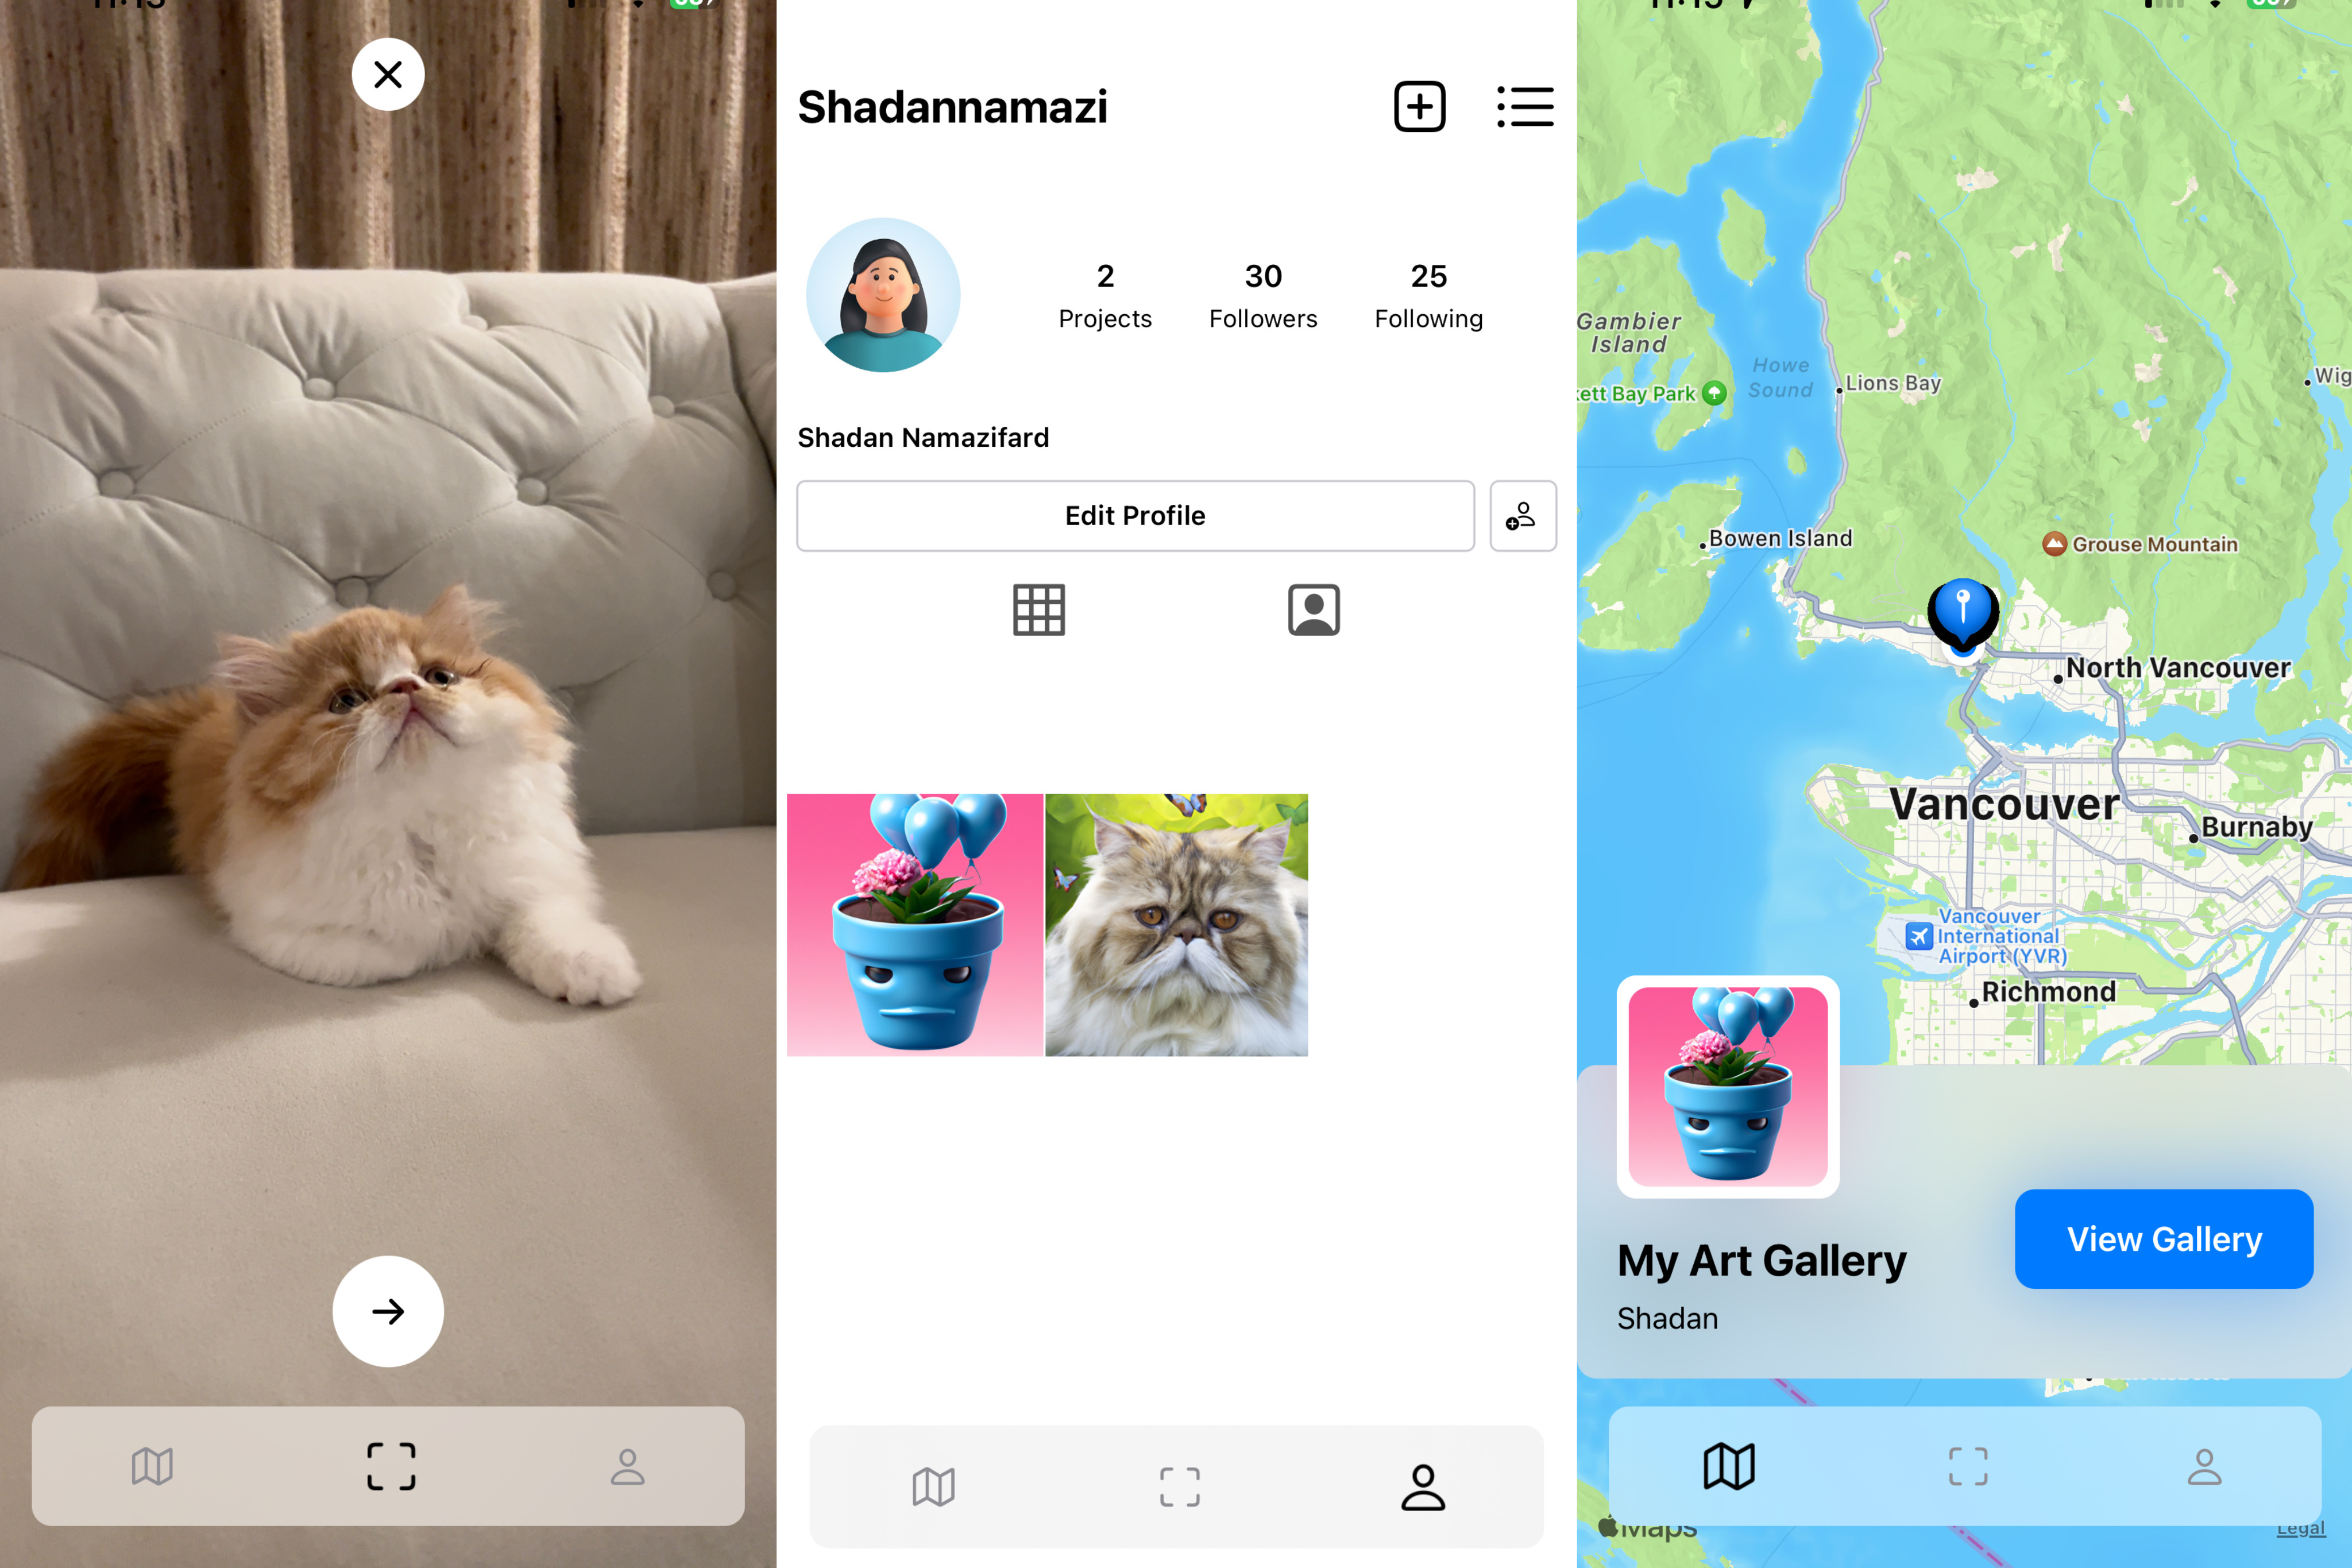 Shadannamazi
2
30
25
Projects
Followers
Following
Shadan Namazifard
Edit Profile
Gambier
Island
Howe
Sound
Lions Bay
ett Bay Park
Wig
Bowen Island
Grouse Mountain
North Vancouver
Vancouver
Burnaby
Vancouver
International
Airport (YVR)
Richmond
My Art Gallery
View Gallery
Shadan
Maps
Legal